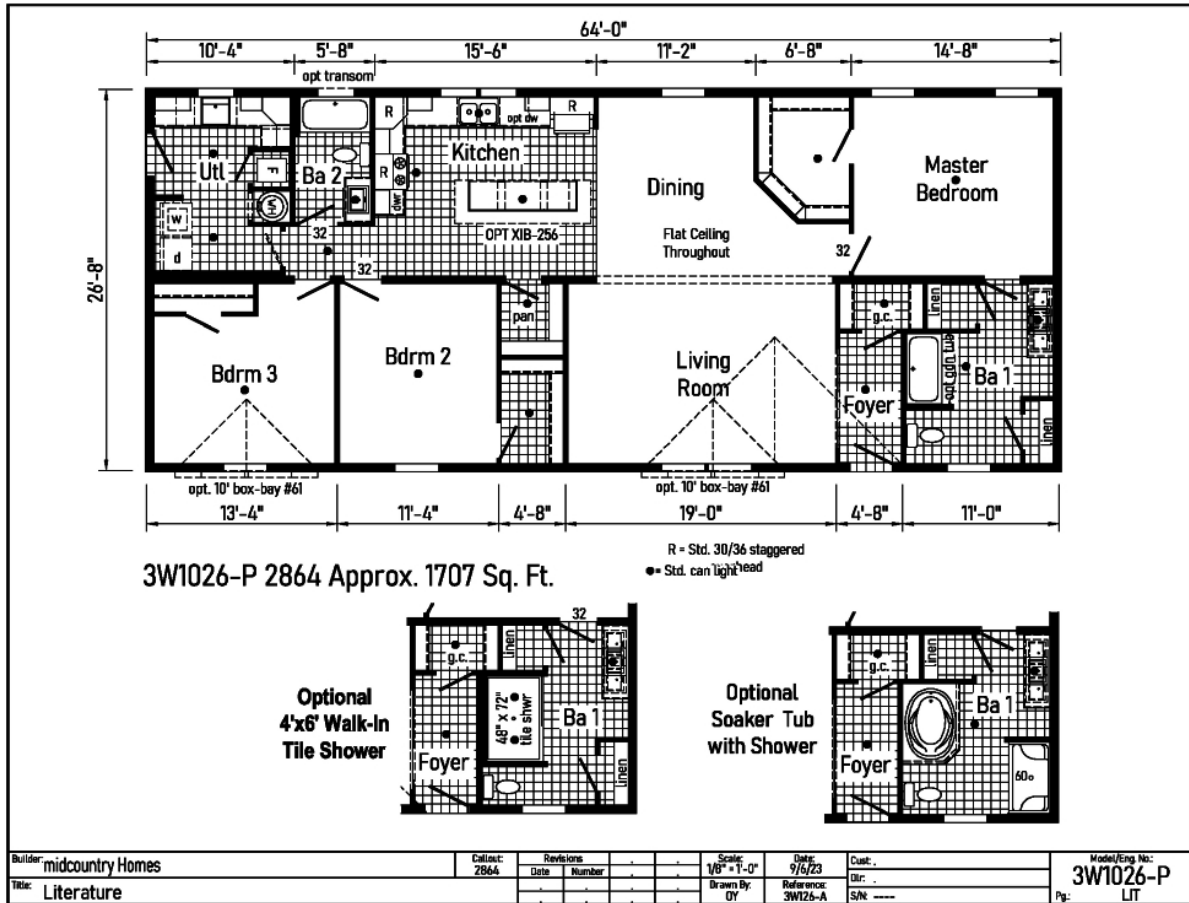 64'-0"
10'-4" 5'-8" 15'-6" 11'-2" 6'-8" 14'-8"
opt transom
26'-8"
R
opt dw
R
Utl
F
Ba 2
Kitchen
R
dwr
WH
W
d
32
OPT XIB-256
32
Dining
Flat Ceiling
Throughout
32
Master
Bedroom
Bdrm 3
Bdrm 2
pan
Living
Room
g.c.
linen
opt gdn tub
Ba 1
Foyer
linen
opt. 10' box-bay #61
opt. 10' box-bay #61
13'-4" 11'-4" 4'-8" 19'-0" 4'-8" 11'-0"
3W1026-P 2864 Approx. 1707 Sq. Ft.
R = Std. 30/36 staggered
head
= Std. can light
Optional
4'x6' Walk-In
Tile Shower
32
g.c.
linen
48" x 72"
tile shwr
Ba 1
Foyer
linen
Optional
Soaker Tub
with Shower
g.c.
linen
Ba 1
Foyer
60
Builder: midcountry Homes
Title: Literature
Callout:
2864
Revisions
Date Number
Scale:
1/8" = 1'-0"
Drawn By:
OY
Date:
9/6/23
Reference:
3W126-A
Cust: .
Dlr: .
S/N: ----
Model/Eng. No.:
3W1026-P
Pg.: LIT